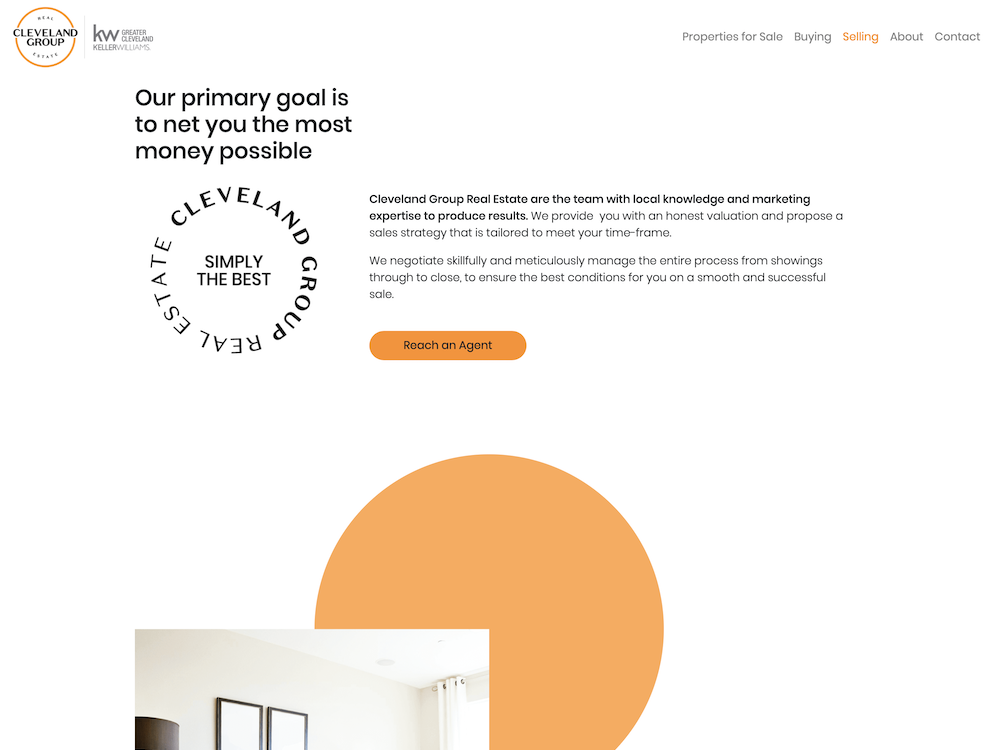 REAL
CLEVELAND
GROUP
ESTATE
kw GREATER
CLEVELAND
KELLERWILLIAMS.
Properties for Sale Buying Selling About Contact
Our primary goal is
to net you the most
money possible
CLEVELAND GROUP REAL ESTATE
SIMPLY
THE BEST
Cleveland Group Real Estate are the team with local knowledge and marketing
expertise to produce results. We provide  you with an honest valuation and propose a
sales strategy that is tailored to meet your time-frame.
We negotiate skillfully and meticulously manage the entire process from showings
through to close, to ensure the best conditions for you on a smooth and successful
sale.
Reach an Agent